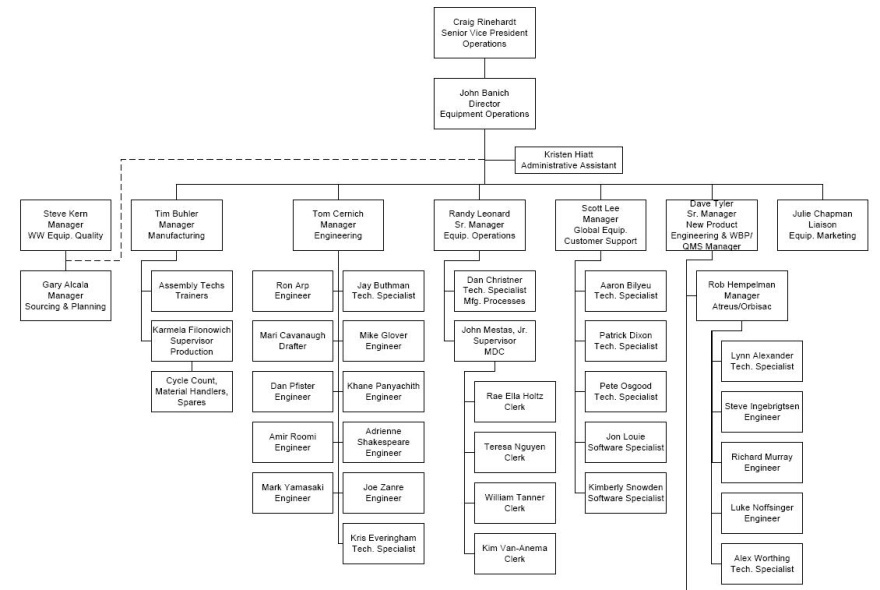 Craig Rinehardt
Senior Vice President
Operations
John Banich
Director
Equipment Operations
Kristen Hiatt
Administrative Assistant
Steve Kern
Manager
WW Equip. Quality
Tim Buhler
Manager
Manufacturing
Tom Cernich
Manager
Engineering
Randy Leonard
Sr. Manager
Equip. Operations
Scott Lee
Manager
Global Equip.
Customer Support
Dave Tyler
Sr. Manager
New Product
Engineering & WBP/
QMS Manager
Julie Chapman
Liaison
Equip. Marketing
Gary Alcala
Manager
Sourcing & Planning
Assembly Techs
Trainers
Karmela Filonowich
Supervisor
Production
Cycle Count,
Material Handlers,
Spares
Ron Arp
Engineer
Mari Cavanaugh
Drafter
Dan Pfister
Engineer
Amir Roomi
Engineer
Mark Yamasaki
Engineer
Jay Buthman
Tech. Specialist
Mike Glover
Engineer
Khane Panyachith
Engineer
Adrienne
Shakespeare
Engineer
Joe Zanre
Engineer
Kris Everingham
Tech. Specialist
Dan Christner
Tech. Specialist
Mfg. Processes
John Mestas, Jr.
Supervisor
MDC
Rae Ella Holtz
Clerk
Teresa Nguyen
Clerk
William Tanner
Clerk
Kim Van-Anema
Clerk
Aaron Bilyeu
Tech. Specialist
Patrick Dixon
Tech. Specialist
Pete Osgood
Tech. Specialist
Jon Louie
Software Specialist
Kimberly Snowden
Software Specialist
Rob Hempelman
Manager
Atreus/Orbisac
Lynn Alexander
Tech. Specialist
Steve Ingebrigtsen
Engineer
Richard Murray
Engineer
Luke Noffsinger
Engineer
Alex Worthing
Tech. Specialist